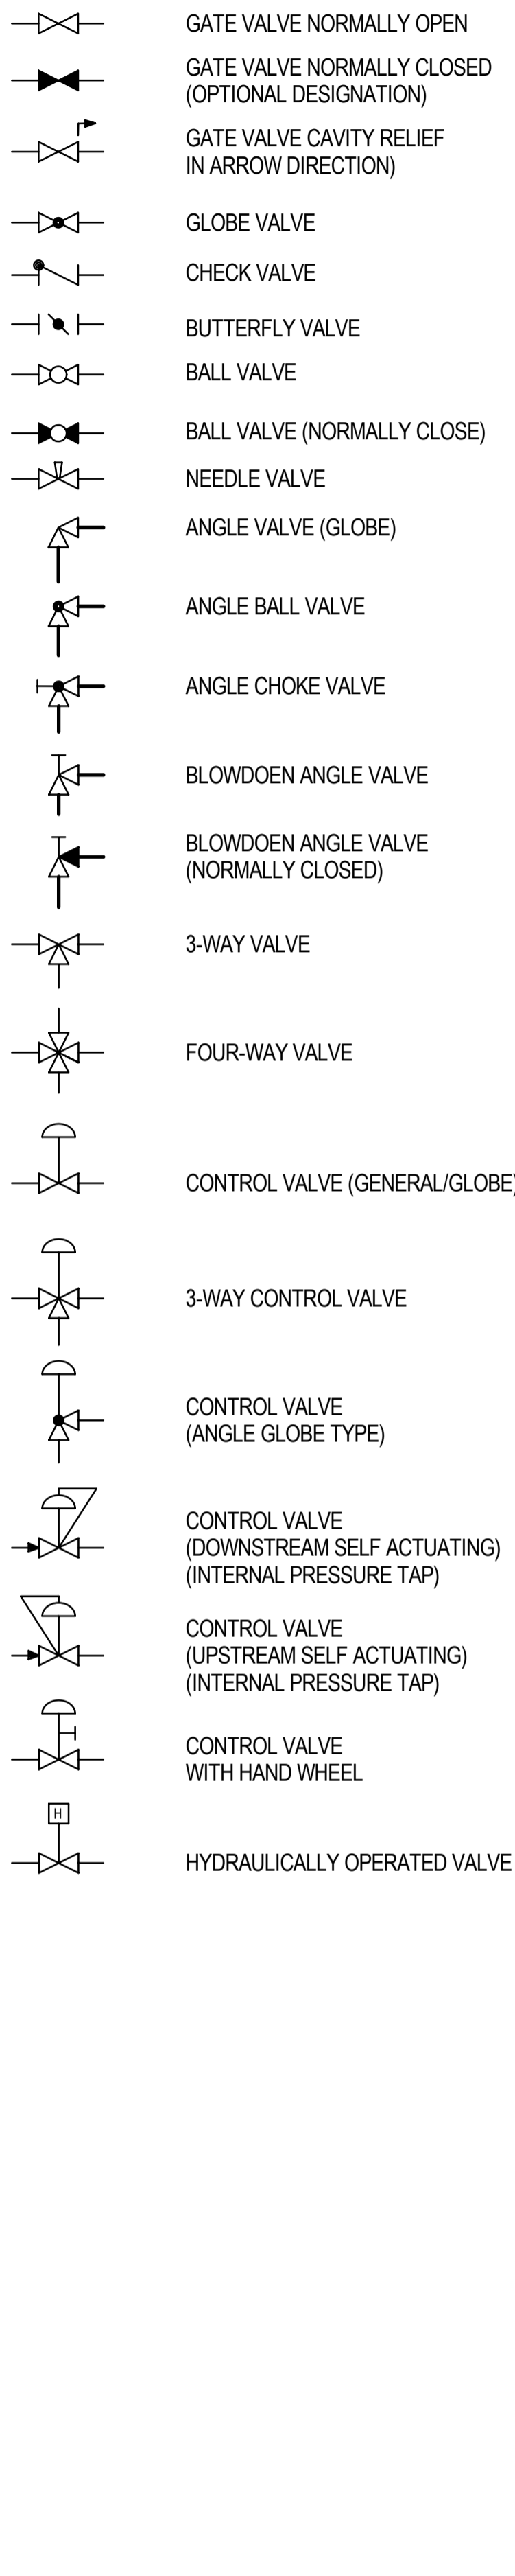 GATE VALVE NORMALLY OPEN
GATE VALVE NORMALLY CLOSED
(OPTIONAL DESIGNATION)
GATE VALVE CAVITY RELIEF
IN ARROW DIRECTION)
GLOBE VALVE
CHECK VALVE
BUTTERFLY VALVE
BALL VALVE
BALL VALVE (NORMALLY CLOSE)
NEEDLE VALVE
ANGLE VALVE (GLOBE)
ANGLE BALL VALVE
ANGLE CHOKE VALVE
BLOWDOEN ANGLE VALVE
BLOWDOEN ANGLE VALVE
(NORMALLY CLOSED)
3-WAY VALVE
FOUR-WAY VALVE
CONTROL VALVE (GENERAL/GLOBE)
3-WAY CONTROL VALVE
CONTROL VALVE
(ANGLE GLOBE TYPE)
CONTROL VALVE
(DOWNSTREAM SELF ACTUATING)
(INTERNAL PRESSURE TAP)
CONTROL VALVE
(UPSTREAM SELF ACTUATING)
(INTERNAL PRESSURE TAP)
CONTROL VALVE
WITH HAND WHEEL
H
HYDRAULICALLY OPERATED VALVE